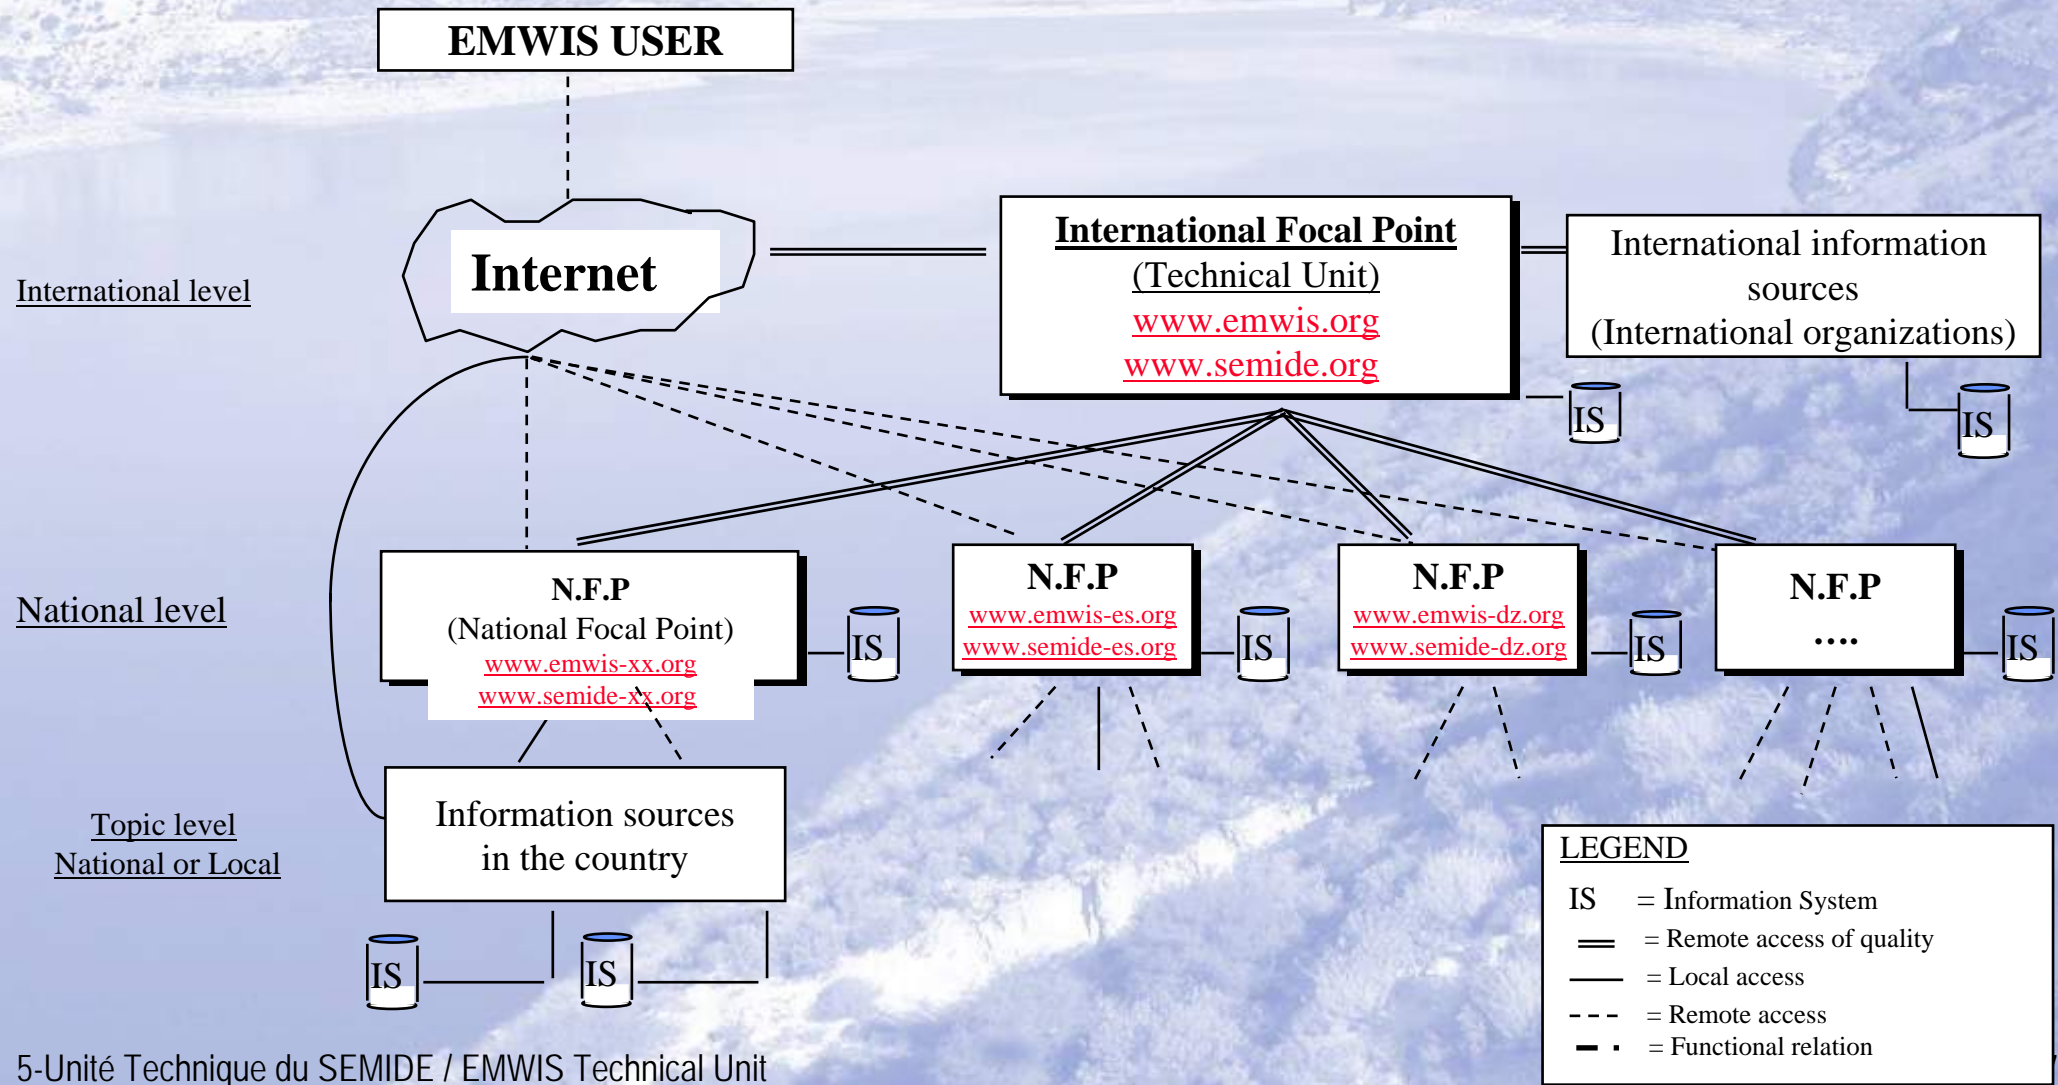 EMWIS USER
Internet
International Focal Point
(Technical Unit)
www.emwis.org
www.semide.org
International information
sources
(International organizations)
International level
IS
IS
National level
N.F.P
(National Focal Point)
www.emwis-xx.org
www.semide-xx.org
IS
N.F.P
www.emwis-es.org
www.semide-es.org
IS
N.F.P
www.emwis-dz.org
www.semide-dz.org
IS
N.F.P
....
IS
Topic level
National or Local
Information sources
in the country
IS
IS
LEGEND
IS = Information System
= Remote access of quality
= Local access
= Remote access
= Functional relation
5-Unité Technique du SEMIDE / EMWIS Technical Unit